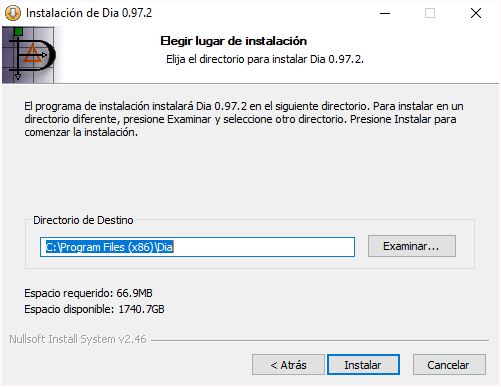 Instalación de Dia 0.97.2
Elegir lugar de instalación
Elija el directorio para instalar Dia 0.97.2.
El programa de instalación instalará Dia 0.97.2 en el siguiente directorio. Para instalar en un
directorio diferente, presione Examinar y seleccione otro directorio. Presione Instalar para
comenzar la instalación.
Directorio de Destino
C:\Program Files (x86)\Dia
Examinar...
Espacio requerido: 66.9MB
Espacio disponible: 1740.7GB
Nullsoft Install System v2.46
< Atrás
Instalar
Cancelar